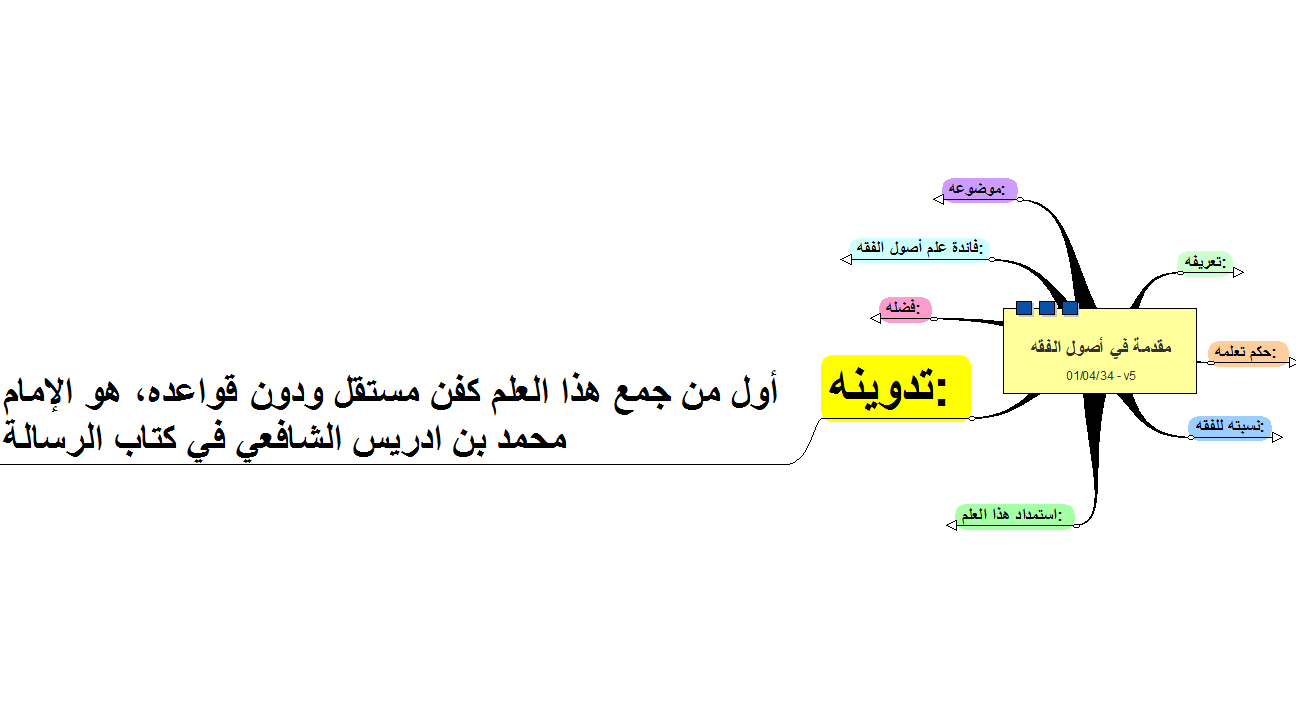 موضوعه:
فائدة علم أصول الفقه:
تعريفه:
فضله:
مقدمة في أصول الفقه
01/04/34 - v5
حكم تعلمه:
تدوينه:
أول من جمع هذا العلم كفن مستقل ودون قواعده، هو الإمام
محمد بن ادريس الشافعي في كتاب الرسالة
نسبته للفقه:
استمداد هذا العلم: